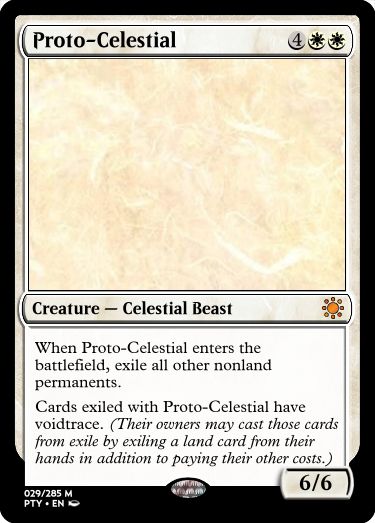 Proto-Celestial 4
Creature — Celestial Beast
When Proto-Celestial enters the
battlefield, exile all other nonland
permanents.
Cards exiled with Proto-Celestial have
voidtrace. (Their owners may cast those cards
from exile by exiling a land card from their
hands in addition to paying their other costs.)
6/6
029/285 M
PTY • EN